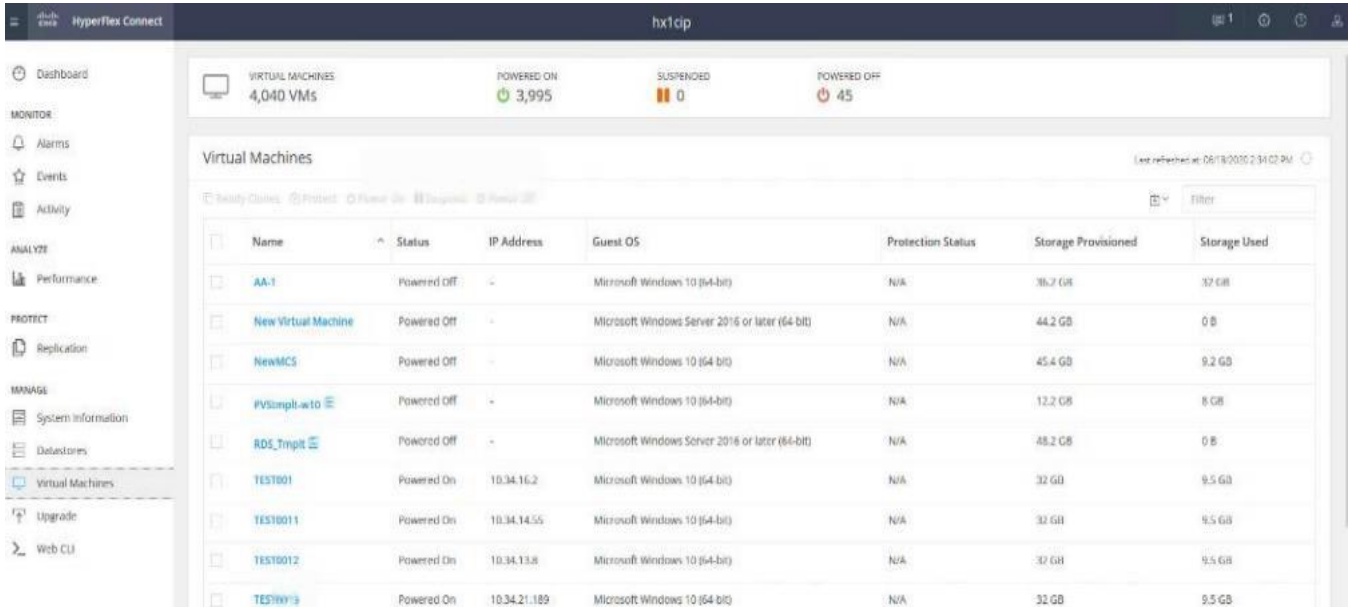 Hyperflex Connect
hx1cip
1
Dashboard
MONITOR
Alarms
Events
Activity
ANALYZE
Performance
PROTECT
Replication
MANAGE
System Information
Datastores
Virtual Machines
Upgrade
Web CLI
VIRTUAL MACHINES POWERED ON SUSPENDED POWERED OFF
4,040 VMs 3,995 0 45
Virtual Machines Last refreshed at:
Filter
Name Status IP Address Guest OS Protection Status Storage Provisioned Storage Used
AA-1 Powered Off - Microsoft Windows 10 (64-bit) N/A 36.2 GB 32 GB
New Virtual Machine Powered Off - Microsoft Windows Server 2016 or later (64-bit) N/A 44.2 GB 0 B
NewMCS Powered Off - Microsoft Windows 10 (64-bit) N/A 45.4 GB 9.2 GB
PVStmplt-w10 Powered Off - Microsoft Windows 10 (64-bit) N/A 12.2 GB 8 GB
RDS_Tmplt Powered Off - Microsoft Windows Server 2016 or later (64-bit) N/A 48.2 GB 0 B
TEST001 Powered On 10.34.16.2 Microsoft Windows 10 (64-bit) N/A 32 GB 9.5 GB
TEST0011 Powered On 10.34.14.55 Microsoft Windows 10 (64-bit) N/A 32 GB 9.5 GB
TEST0012 Powered On 10.34.13.8 Microsoft Windows 10 (64-bit) N/A 32 GB 9.5 GB
Powered On 10.34.21.189 Microsoft Windows 10 (64-bit) N/A 32 GB 9.5 GB